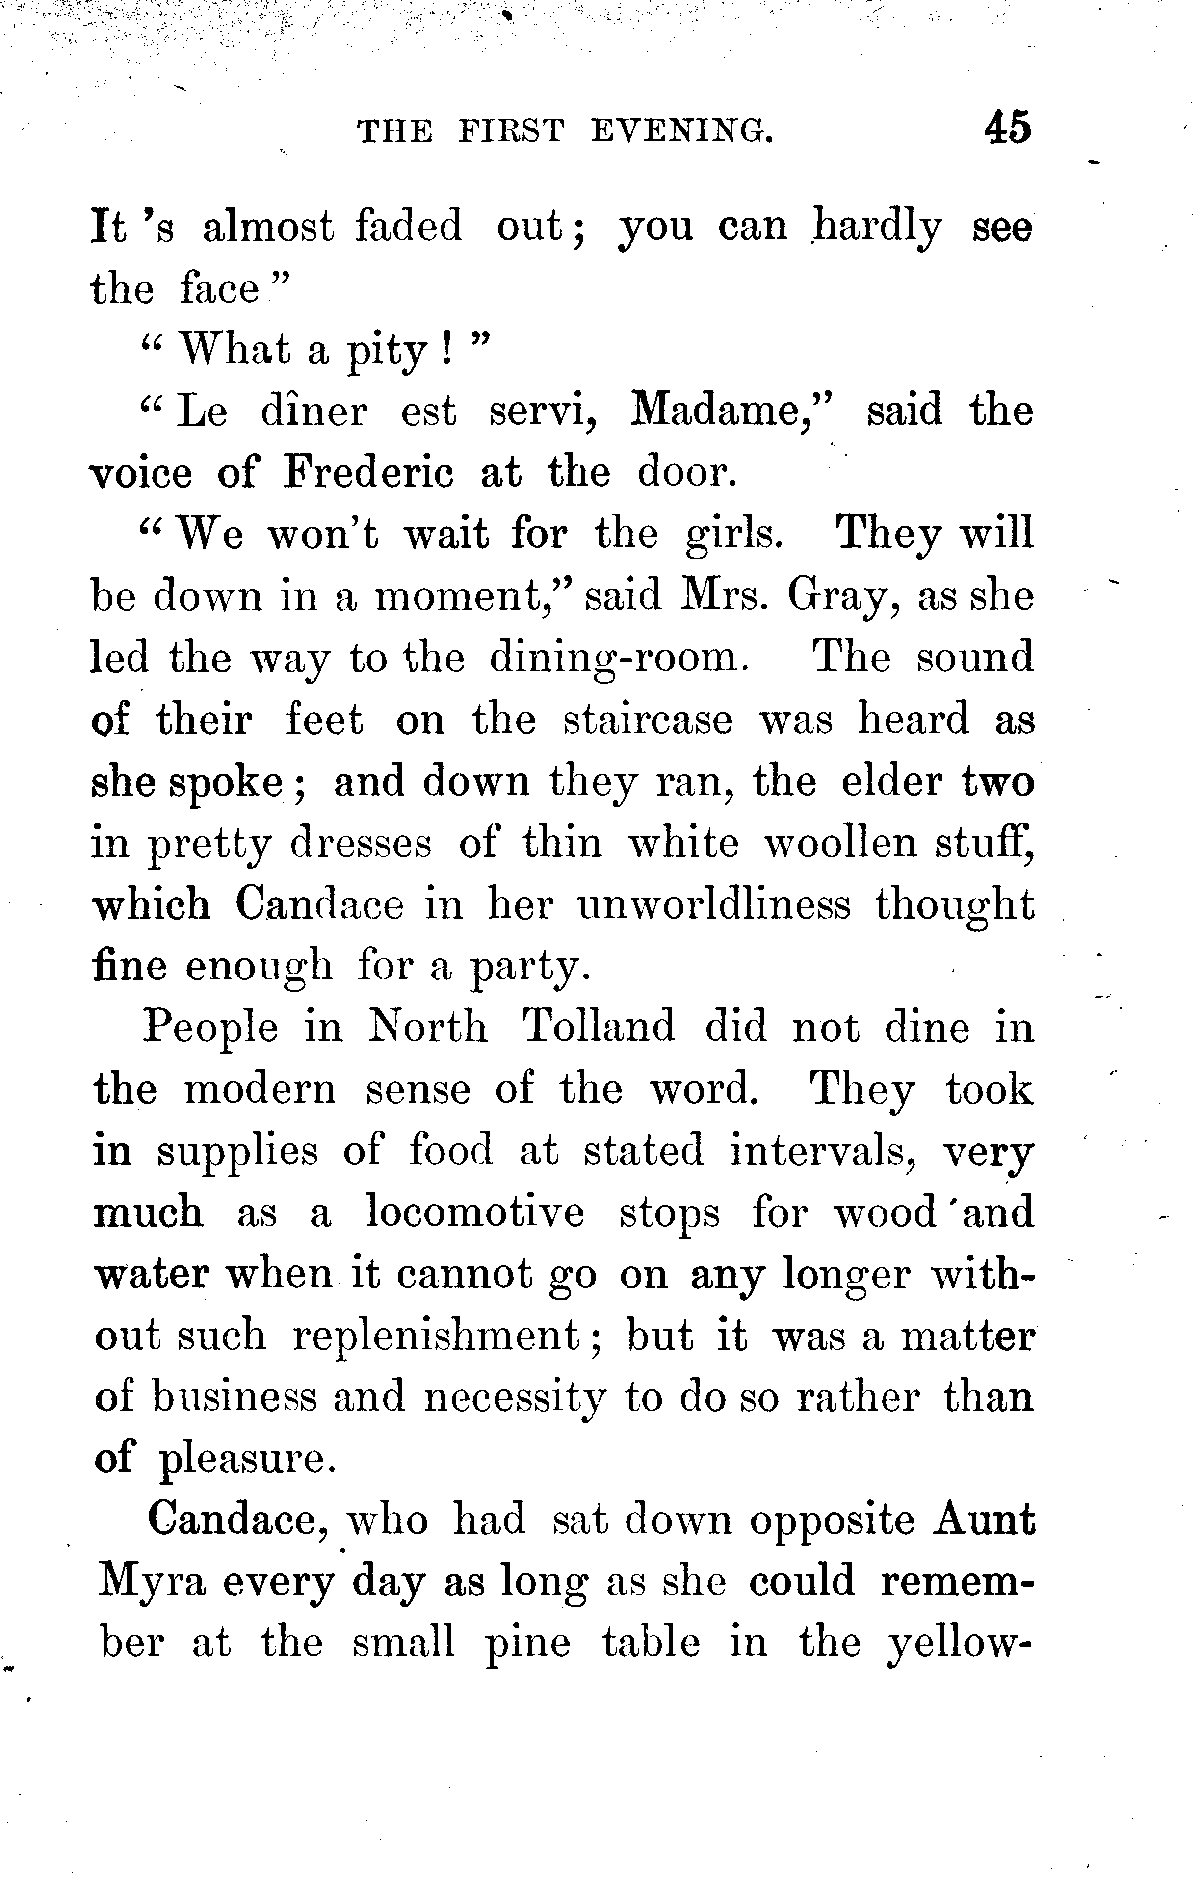 THE FIRST EVENING. 45
It 's almost faded out; you can hardly see
the face"
"What a pity!"
"Le dîner est servi, Madame," said the
voice of Frederic at the door.
"We won't wait for the girls. They will
be down in a moment," said Mrs. Gray, as she
led the way to the dining-room. The sound
of their feet on the staircase was heard as
she spoke; and down they ran, the elder two
in pretty dresses of thin white woollen stuff,
which Candace in her unworldliness thought
fine enough for a party.
People in North Tolland did not dine in
the modern sense of the word. They took
in supplies of food at stated intervals, very
much as a locomotive stops for wood and
water when it cannot go on any longer with-
out such replenishment; but it was a matter
of business and necessity to do so rather than
of pleasure.
Candace, who had sat down opposite Aunt
Myra every day as long as she could remem-
ber at the small pine table in the yellow-